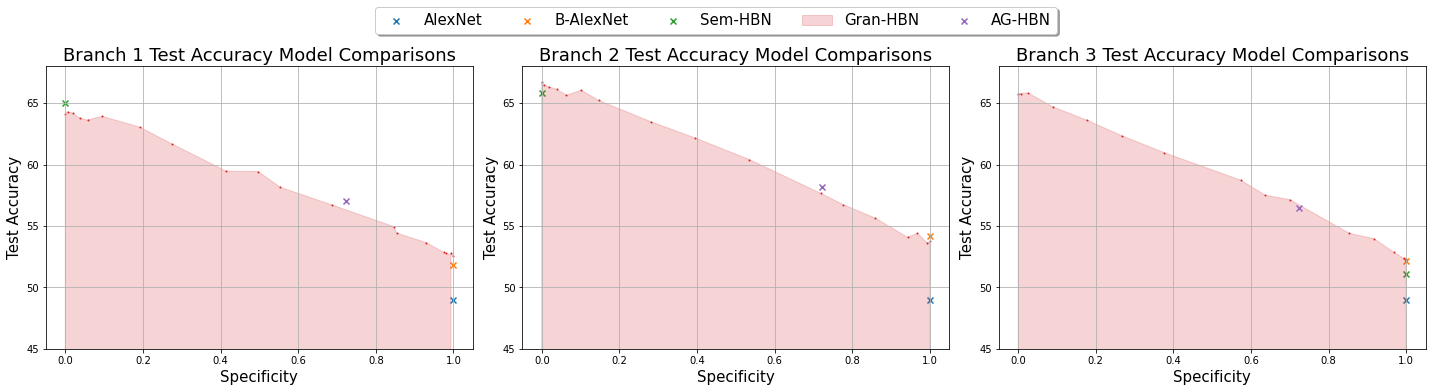 AlexNet B-AlexNet Sem-HBN Gran-HBN AG-HBN
Branch 1 Test Accuracy Model Comparisons
Test Accuracy
65
60
55
50
45
0.0 0.2 0.4 0.6 0.8 1.0
Specificity
Branch 2 Test Accuracy Model Comparisons
Test Accuracy
65
60
55
50
45
0.0 0.2 0.4 0.6 0.8 1.0
Specificity
Branch 3 Test Accuracy Model Comparisons
Test Accuracy
65
60
55
50
45
0.0 0.2 0.4 0.6 0.8 1.0
Specificity